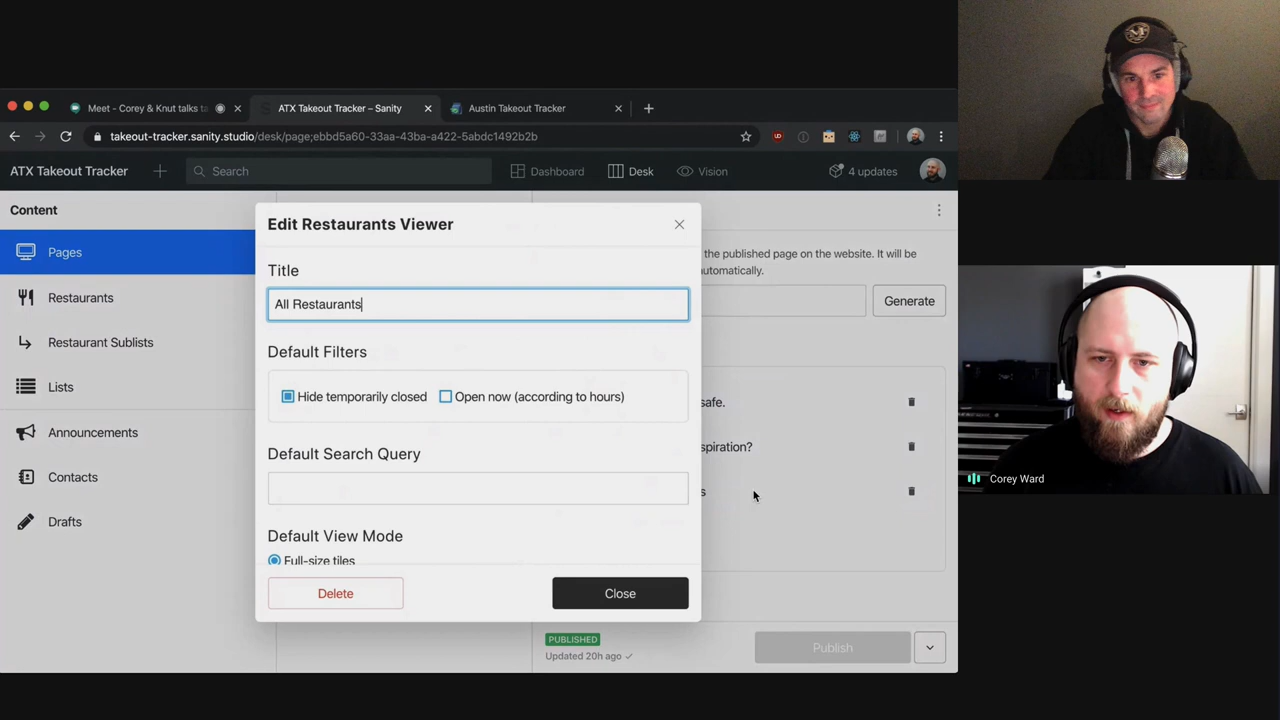 Meet - Corey & Knut talks ta
ATX Takeout Tracker – Sanity
Austin Takeout Tracker
takeout-tracker.sanity.studio/desk/page;ebbd5a60-33aa-43ba-a422-5abdc1492b2b
ATX Takeout Tracker
Search
Dashboard
Desk
Vision
4 updates
Content
Pages
Restaurants
Restaurant Sublists
Lists
Announcements
Contacts
Drafts
Edit Restaurants Viewer
Title
All Restaurants
Default Filters
Hide temporarily closed
Open now (according to hours)
Default Search Query
Default View Mode
Full-size tiles
Delete
Close
the published page on the website. It will be
automatically.
Generate
safe.
spiration?
s
PUBLISHED
Updated 20h ago
Publish
Corey Ward